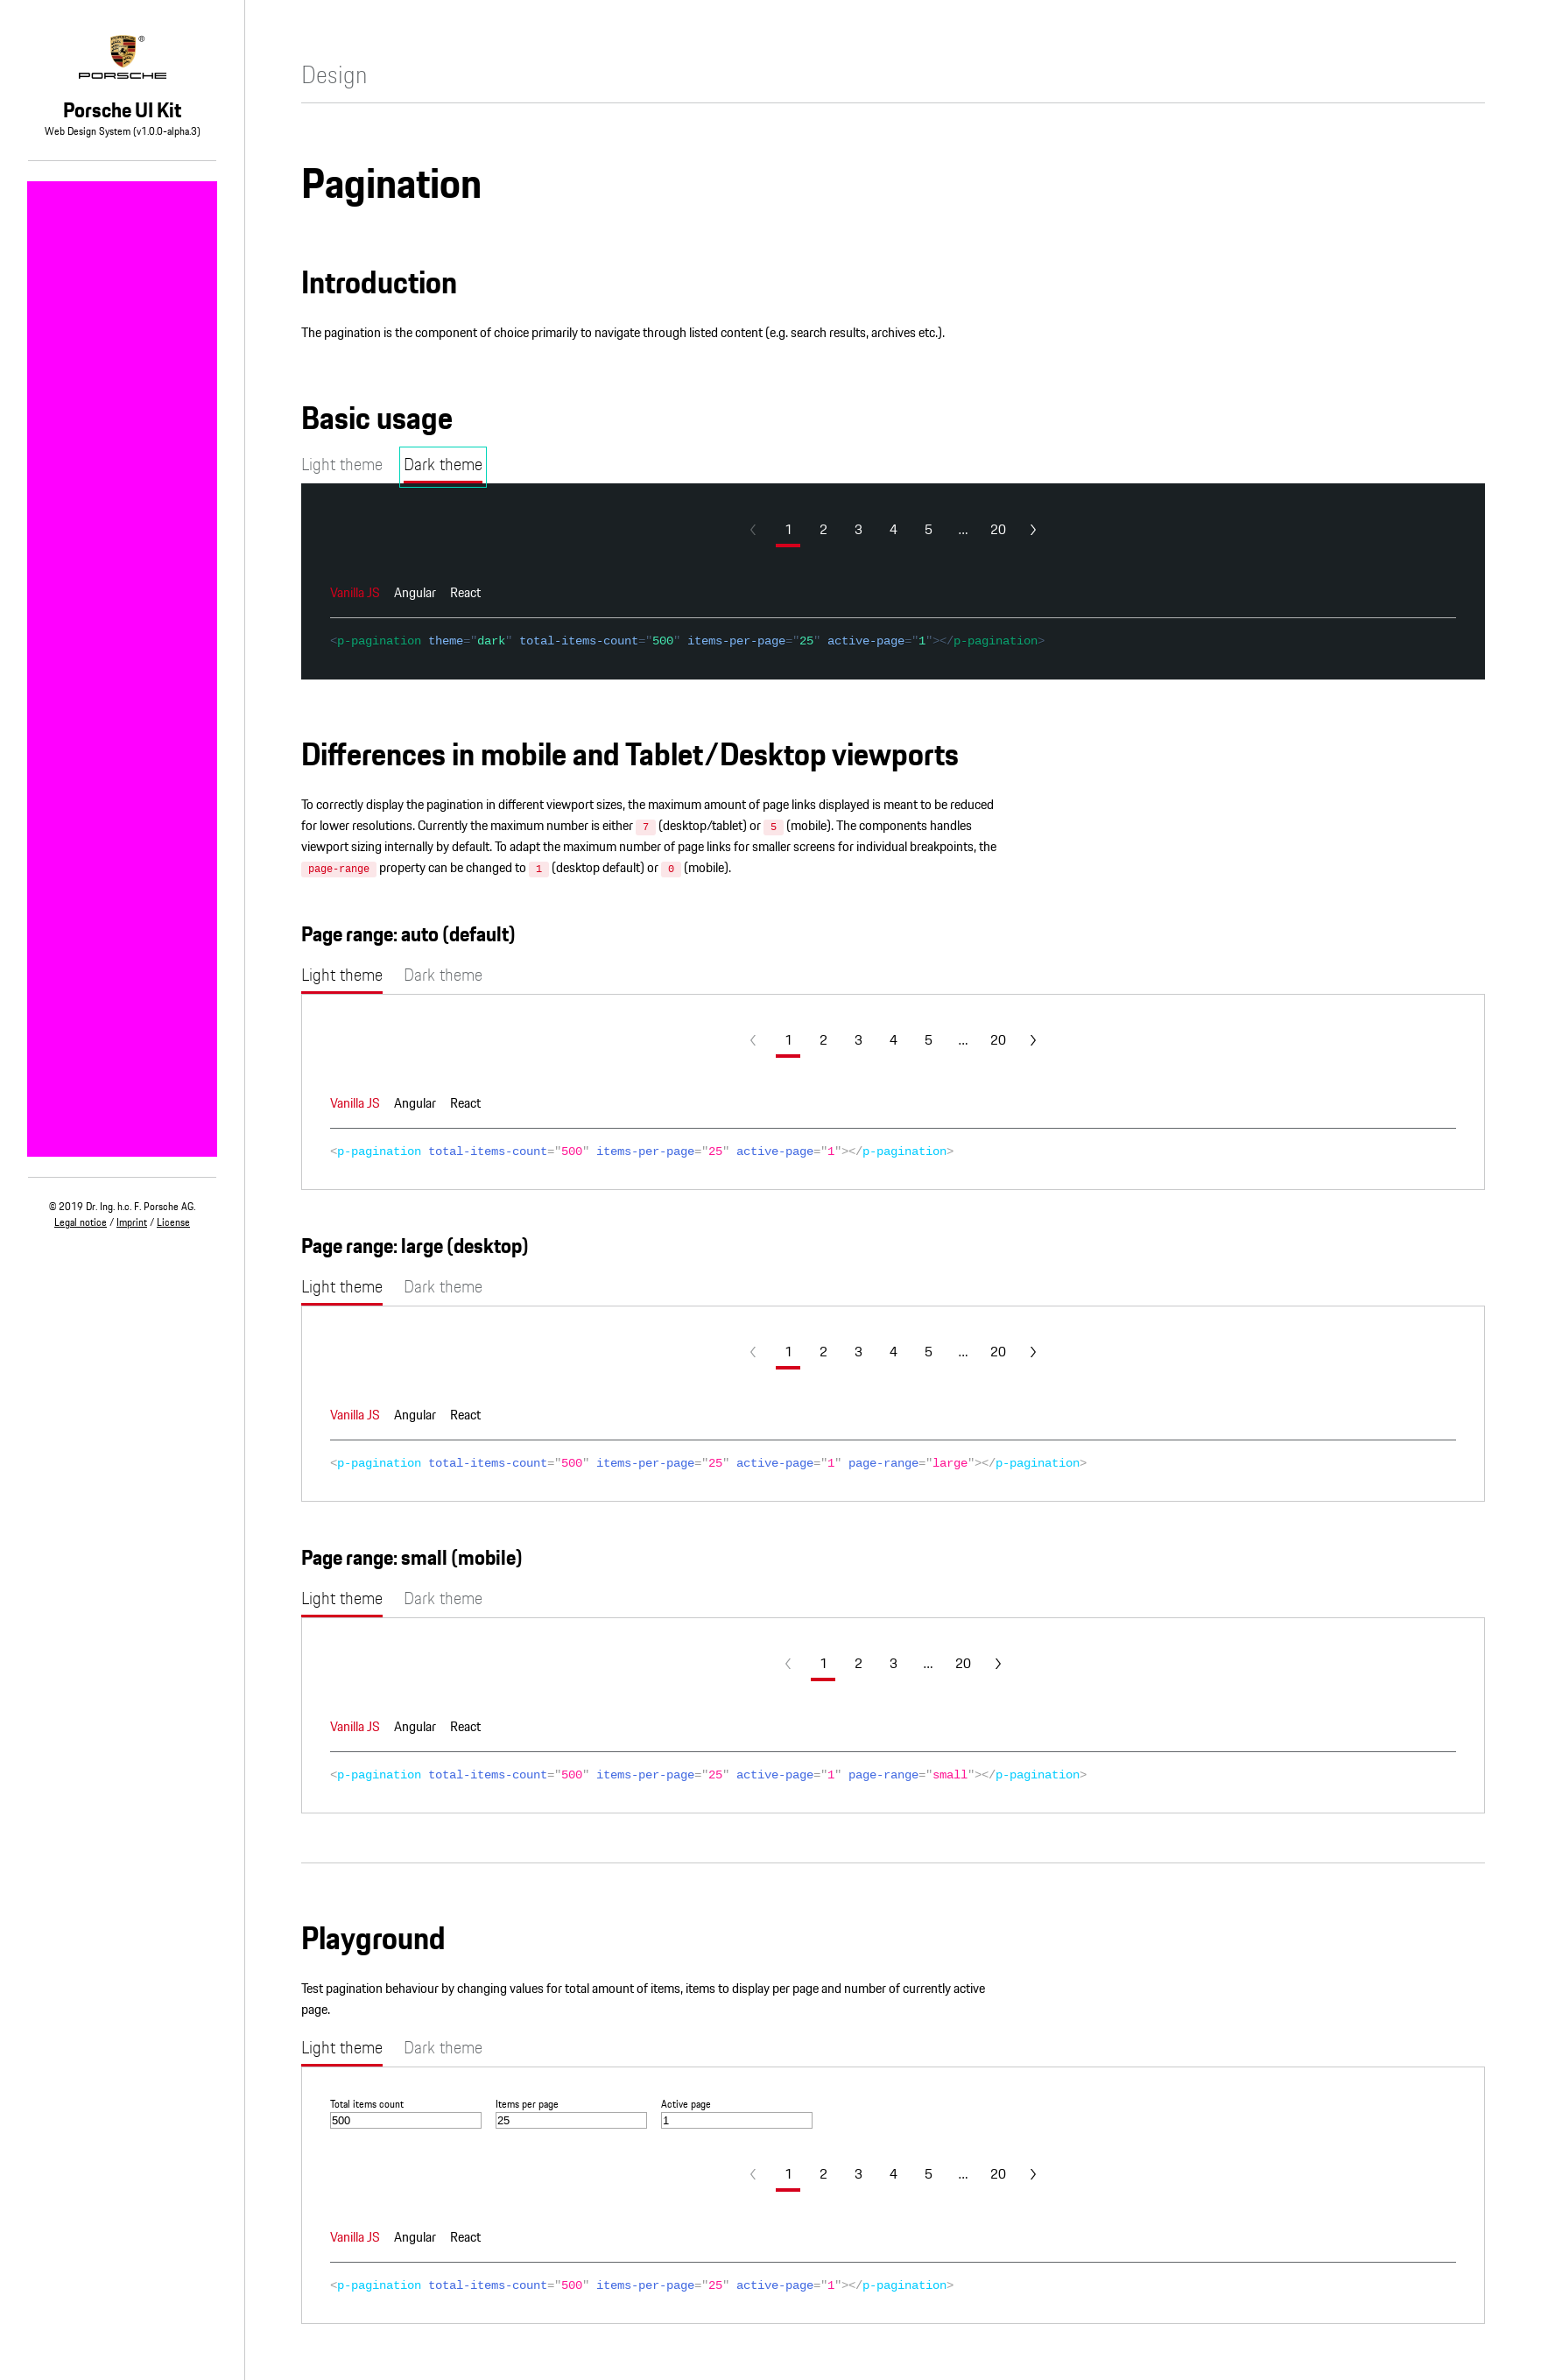 ®
PORSCHE
Porsche UI Kit
Web Design System (v1.0.0-alpha.3)
© 2019 Dr. Ing. h.c. F. Porsche AG.
Legal notice / Imprint / License
Design
Pagination
Introduction
The pagination is the component of choice primarily to navigate through listed content (e.g. search results, archives etc.).
Basic usage
Light theme Dark theme
1 2 3 4 5 ... 20
Vanilla JS Angular React
<p-pagination theme="dark" total-items-count="500" items-per-page="25" active-page="1"></p-pagination>
Differences in mobile and Tablet/Desktop viewports
To correctly display the pagination in different viewport sizes, the maximum amount of page links displayed is meant to be reduced
for lower resolutions. Currently the maximum number is either 7 (desktop/tablet) or 5 (mobile). The components handles
viewport sizing internally by default. To adapt the maximum number of page links for smaller screens for individual breakpoints, the
page-range property can be changed to 1 (desktop default) or 0 (mobile).
Page range: auto (default)
Light theme Dark theme
1 2 3 4 5 ... 20
Vanilla JS Angular React
<p-pagination total-items-count="500" items-per-page="25" active-page="1"></p-pagination>
Page range: large (desktop)
Light theme Dark theme
1 2 3 4 5 ... 20
Vanilla JS Angular React
<p-pagination total-items-count="500" items-per-page="25" active-page="1" page-range="large"></p-pagination>
Page range: small (mobile)
Light theme Dark theme
1 2 3 ... 20
Vanilla JS Angular React
<p-pagination total-items-count="500" items-per-page="25" active-page="1" page-range="small"></p-pagination>
Playground
Test pagination behaviour by changing values for total amount of items, items to display per page and number of currently active
page.
Light theme Dark theme
Total items count Items per page Active page
500 25 1
1 2 3 4 5 ... 20
Vanilla JS Angular React
<p-pagination total-items-count="500" items-per-page="25" active-page="1"></p-pagination>